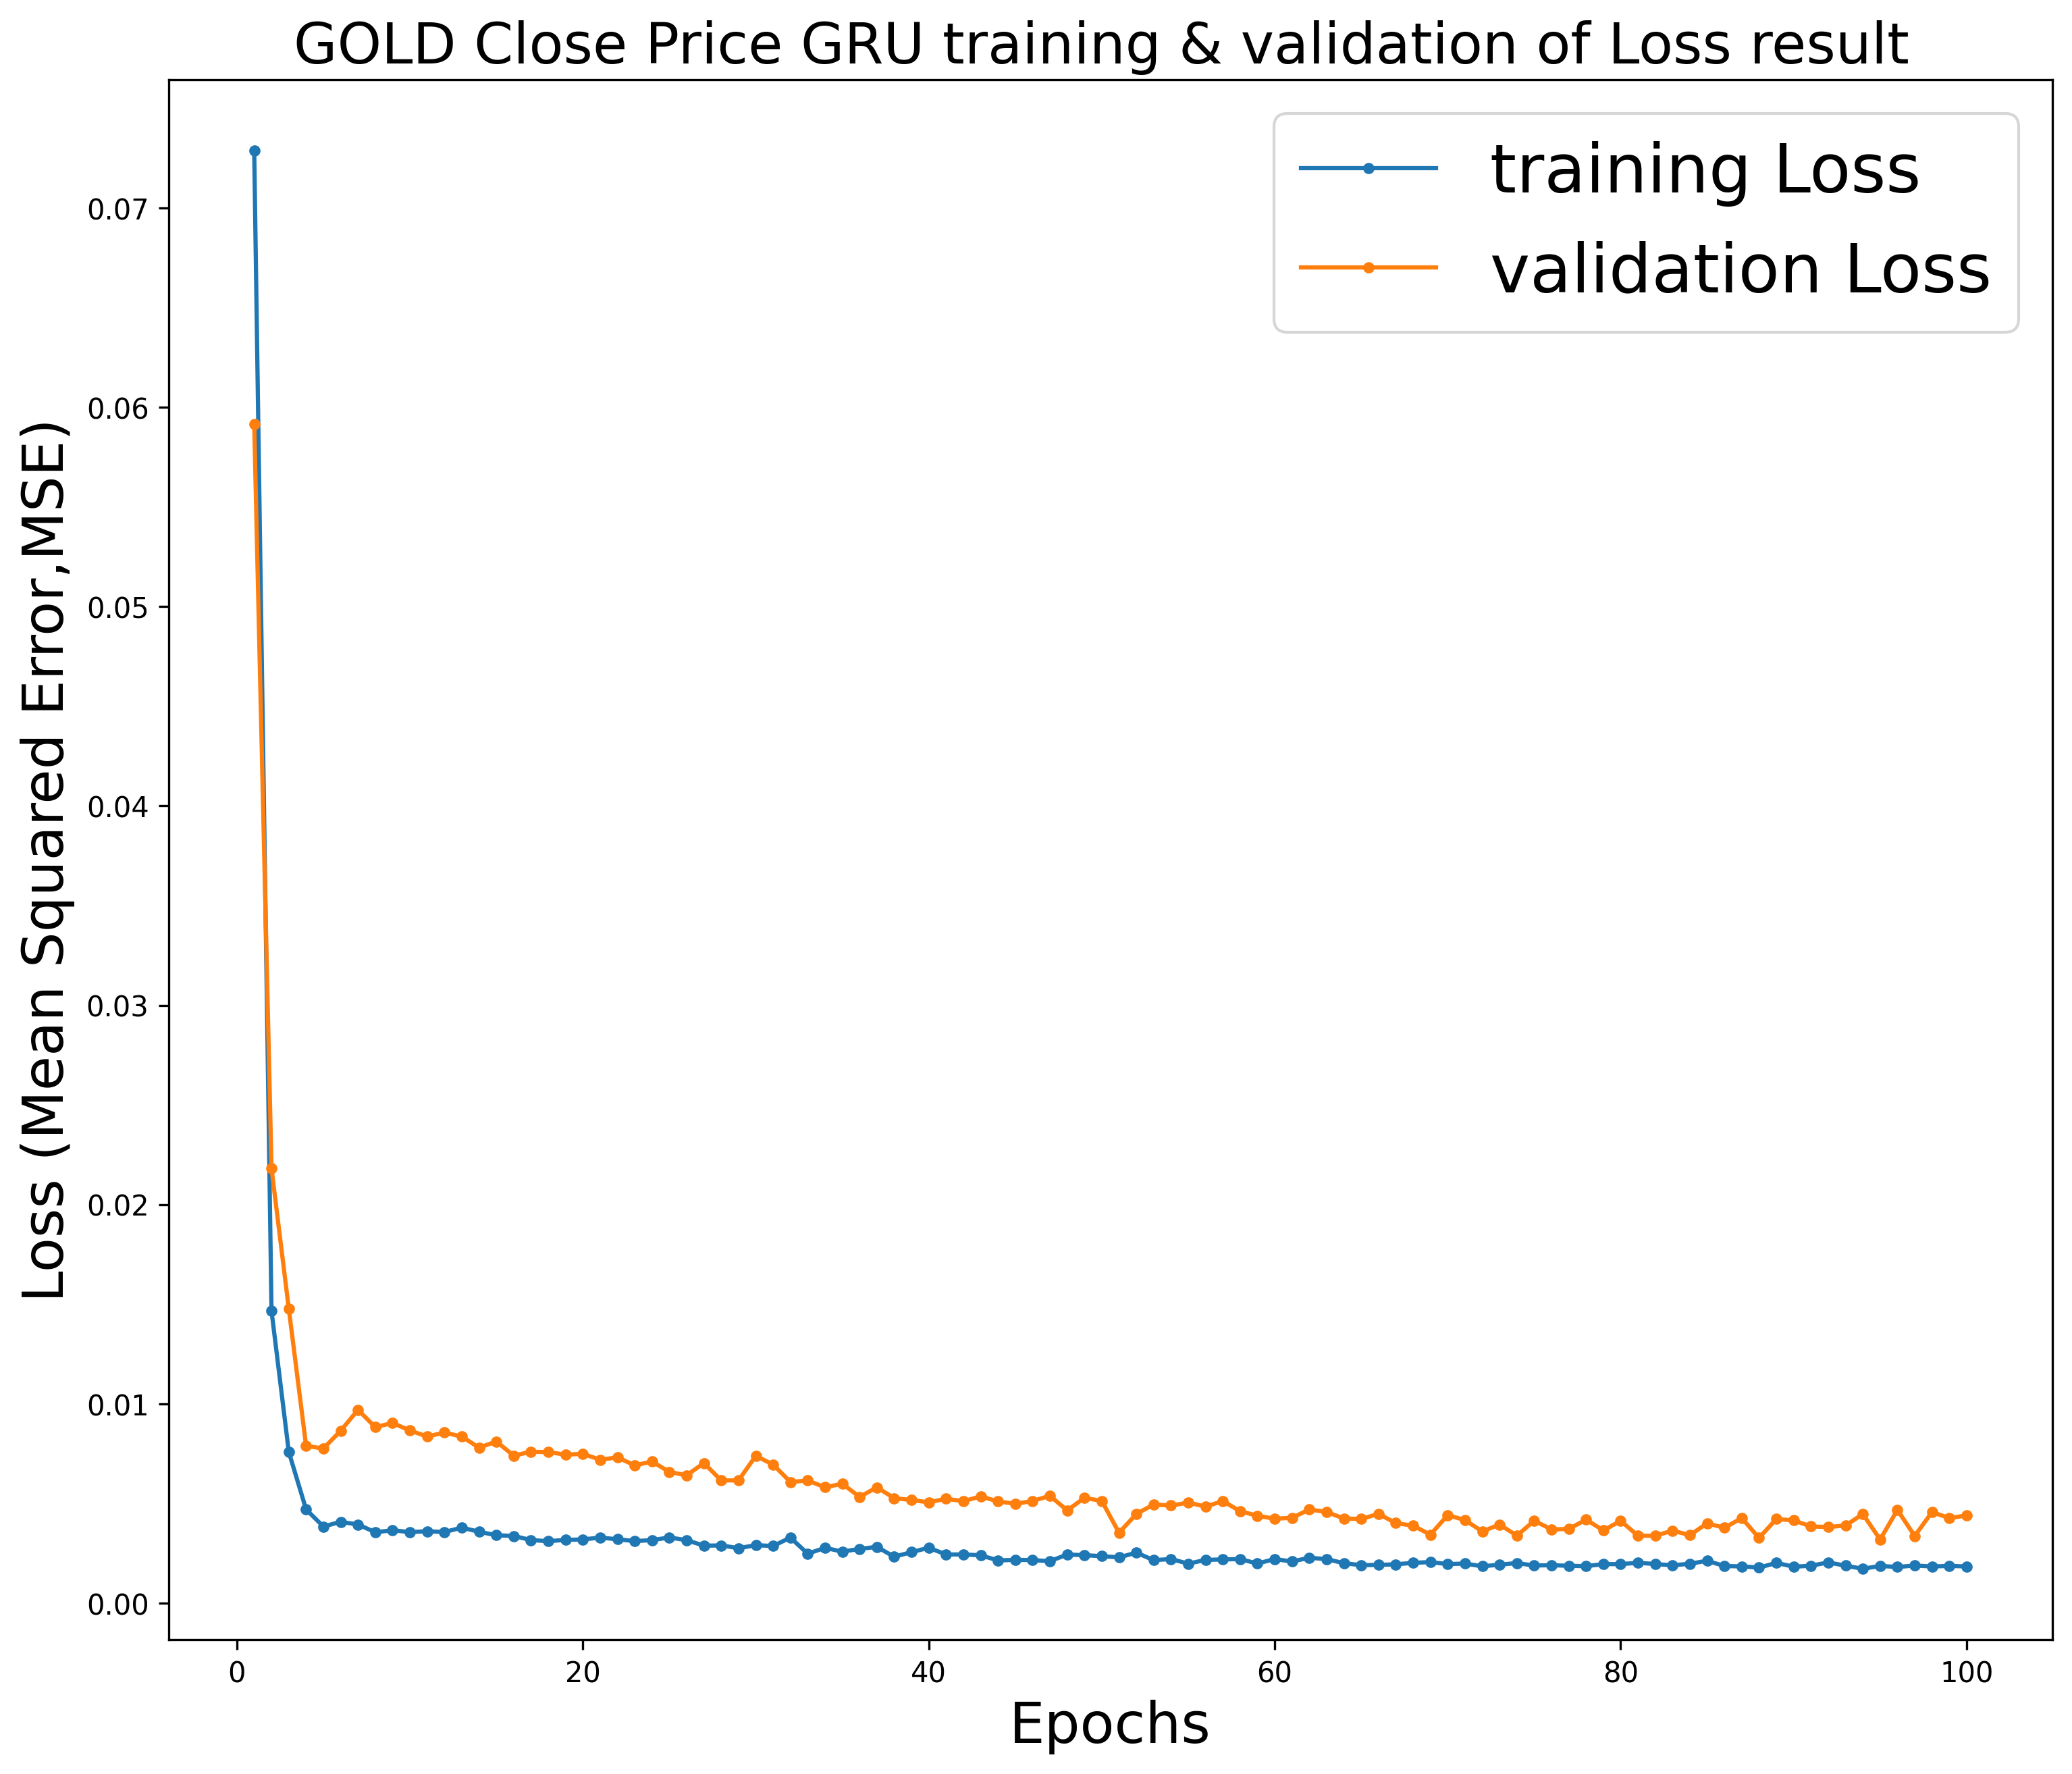 GOLD Close Price GRU training & validation of Loss result
training Loss
validation Loss
Loss (Mean Squared Error,MSE)
0.07
0.06
0.05
0.04
0.03
0.02
0.01
0.00
0 20 40 60 80 100
Epochs